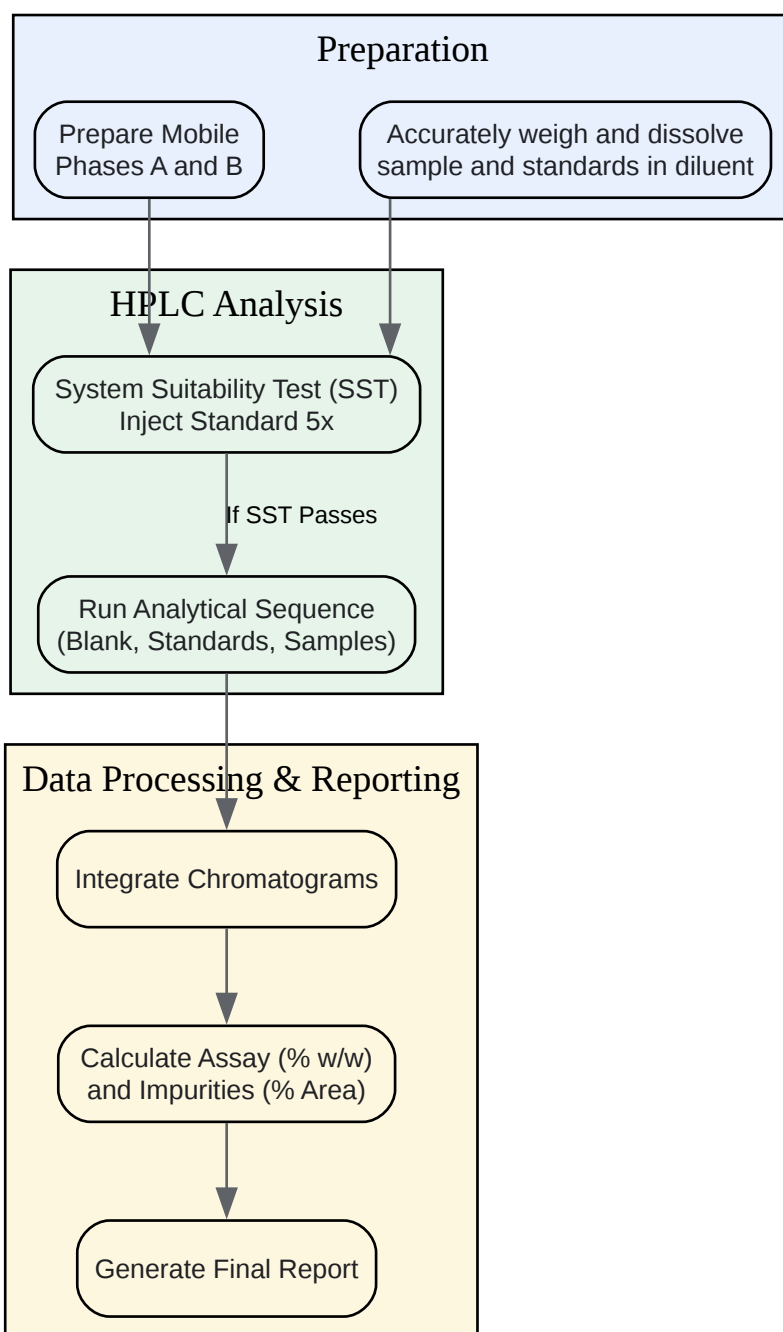 Preparation
Prepare Mobile
Phases A and B
Accurately weigh and dissolve
sample and standards in diluent
HPLC Analysis
System Suitability Test (SST)
Inject Standard 5x
If SST Passes
Run Analytical Sequence
(Blank, Standards, Samples)
Data Processing & Reporting
Integrate Chromatograms
Calculate Assay (% w/w)
and Impurities (% Area)
Generate Final Report